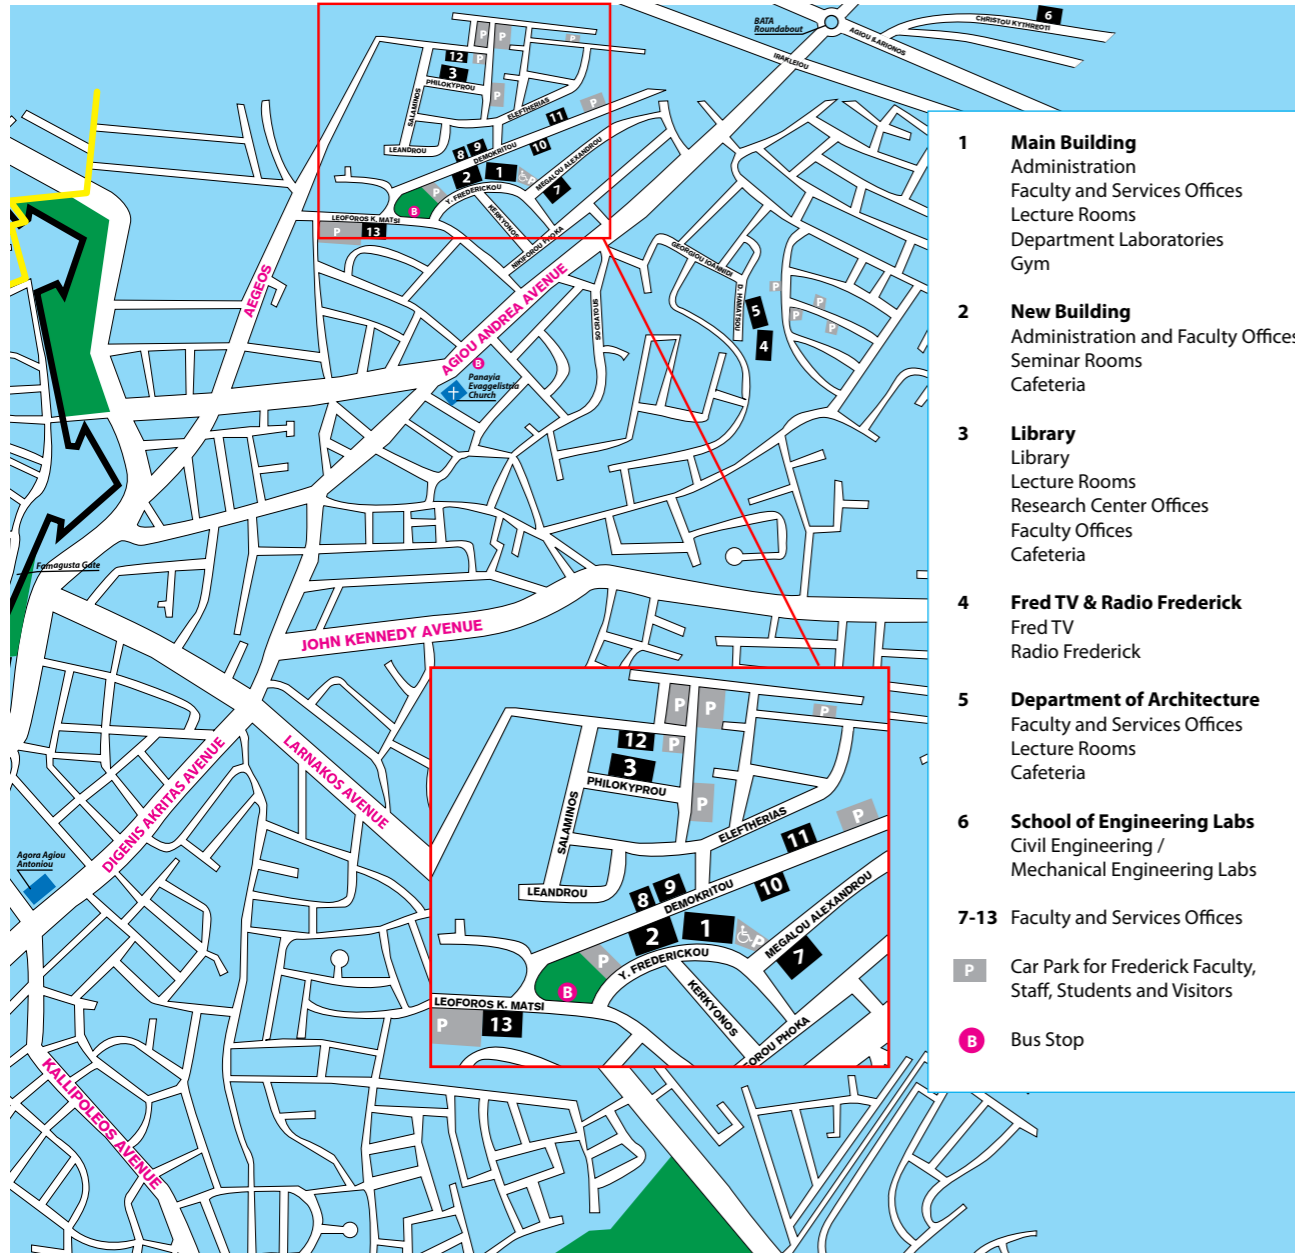 BATA
Roundabout
AGIOU ILARIONOS
CHRISTOU KYTHREOTI
6
IRAKLEIOU
P
P
P
12
P
3
PHILOKYPROU
P
SALAMINOS
ELEFTHERIAS
P
11
LEANDROU
8
9
DEMOKRITOU
10
2
1
P
MEGALOU ALEXANDROU
7
P
Y. FREDERICKOU
B
KERKYONOS
LEOFOROS K. MATSI
P
13
NIKIFOROU PHOKA
AEGEOS
AGIOU ANDREA AVENUE
SOCRATOUS
GEORGIOU IOANNIDI
D. HAMATSOU
5
4
P
P
P
P
B
Panayia
Evaggelistria
Church
Famagusta Gate
JOHN KENNEDY AVENUE
LARNAKOS AVENUE
DIGENIS AKRITAS AVENUE
Agora Agiou
Antoniou
KALLIPOLEOS AVENUE
P
P
P
12
P
3
PHILOKYPROU
P
SALAMINOS
ELEFTHERIAS
P
11
LEANDROU
8
9
DEMOKRITOU
10
2
1
P
MEGALOU ALEXANDROU
7
P
Y. FREDERICKOU
B
KERKYONOS
LEOFOROS K. MATSI
P
13
OROU PHOKA
1 Main Building
Administration
Faculty and Services Offices
Lecture Rooms
Department Laboratories
Gym
2 New Building
Administration and Faculty Offices
Seminar Rooms
Cafeteria
3 Library
Library
Lecture Rooms
Research Center Offices
Faculty Offices
Cafeteria
4 Fred TV & Radio Frederick
Fred TV
Radio Frederick
5 Department of Architecture
Faculty and Services Offices
Lecture Rooms
Cafeteria
6 School of Engineering Labs
Civil Engineering /
Mechanical Engineering Labs
7-13 Faculty and Services Offices
P Car Park for Frederick Faculty,
Staff, Students and Visitors
B Bus Stop